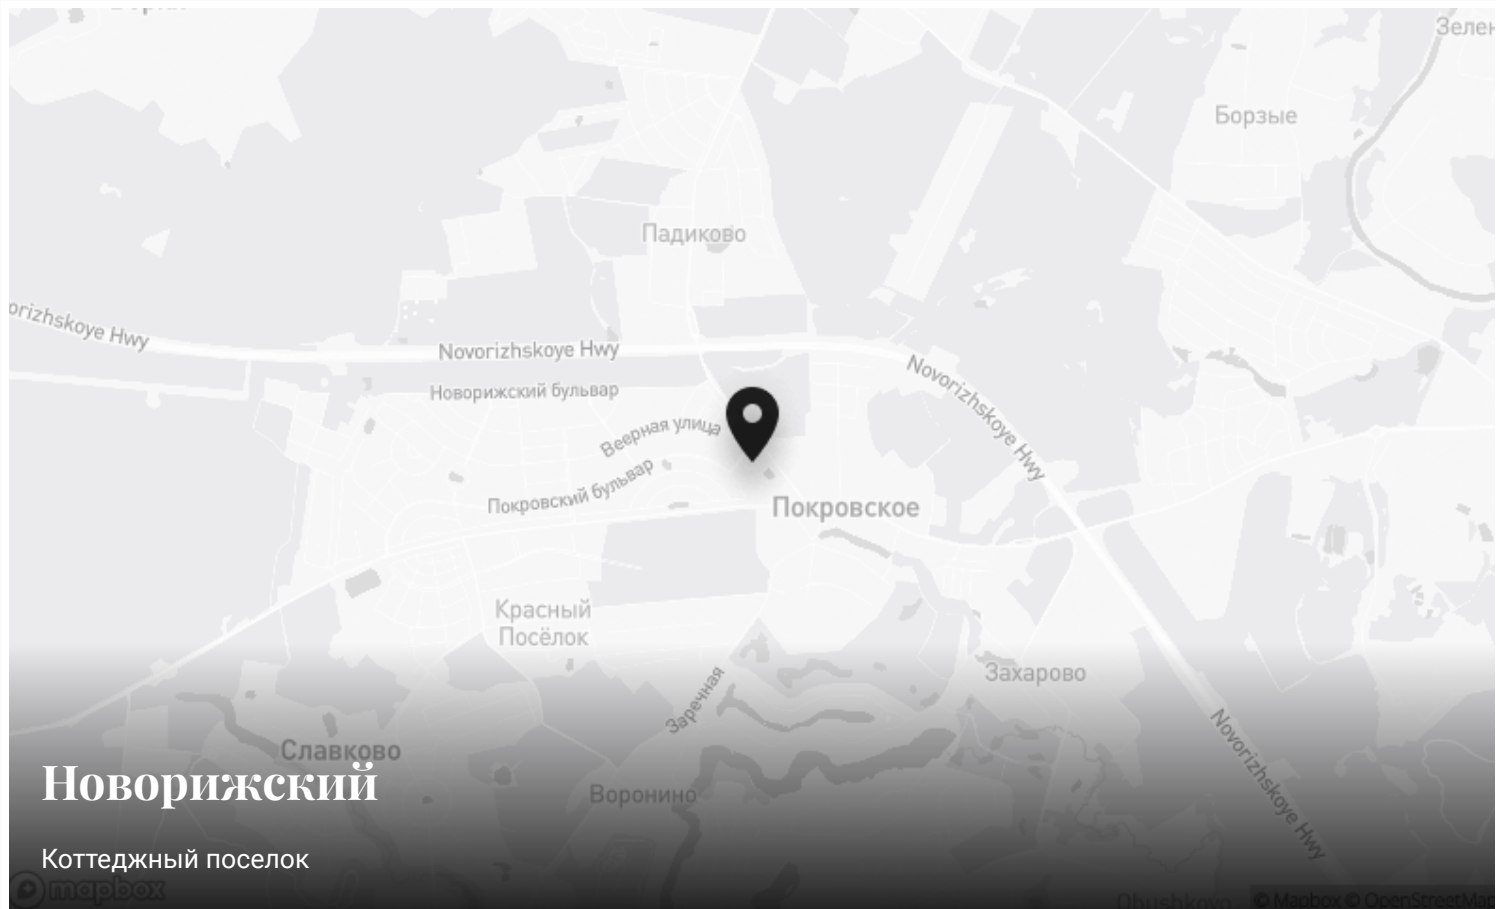 Зелен
Борзые
Падиково
orizhskoye Hwy
Novorizhskoye Hwy
Novorizhskoye Hwy
Новорижский бульвар
Веерная улица
Покровский бульвар
Покровское
Красный
Посёлок
Захарово
Заречная
Novorizhskoye Hwy
Славково
Новорижский
Воронино
Коттеджный поселок
mapbox
Obushkovo
© Mapbox © OpenStreetMap